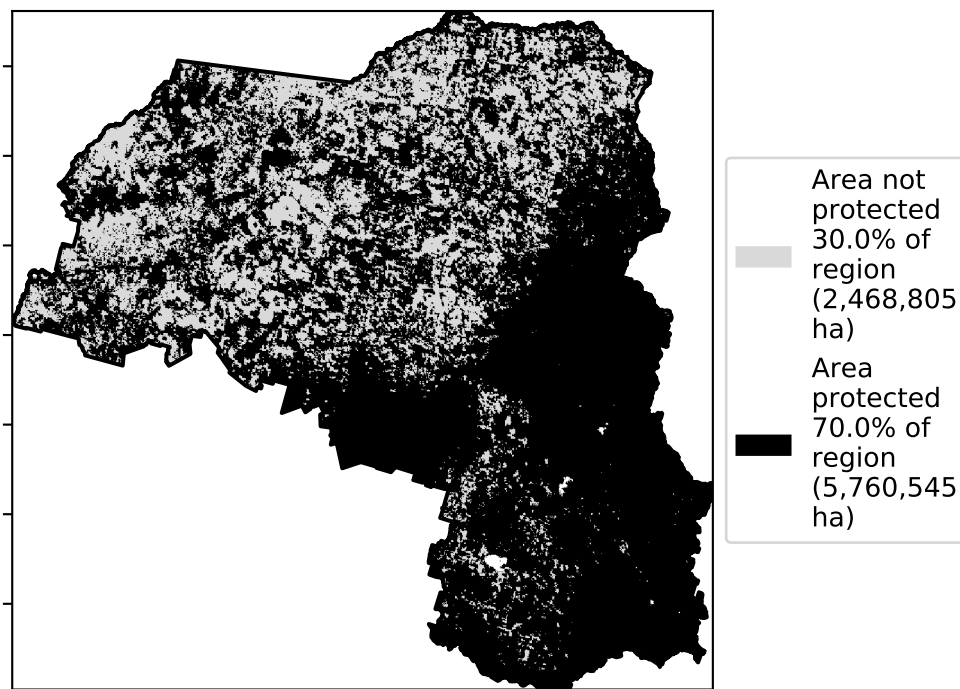 Area not
protected
30.0% of
region
(2,468,805
ha)
Area
protected
70.0% of
region
(5,760,545
ha)